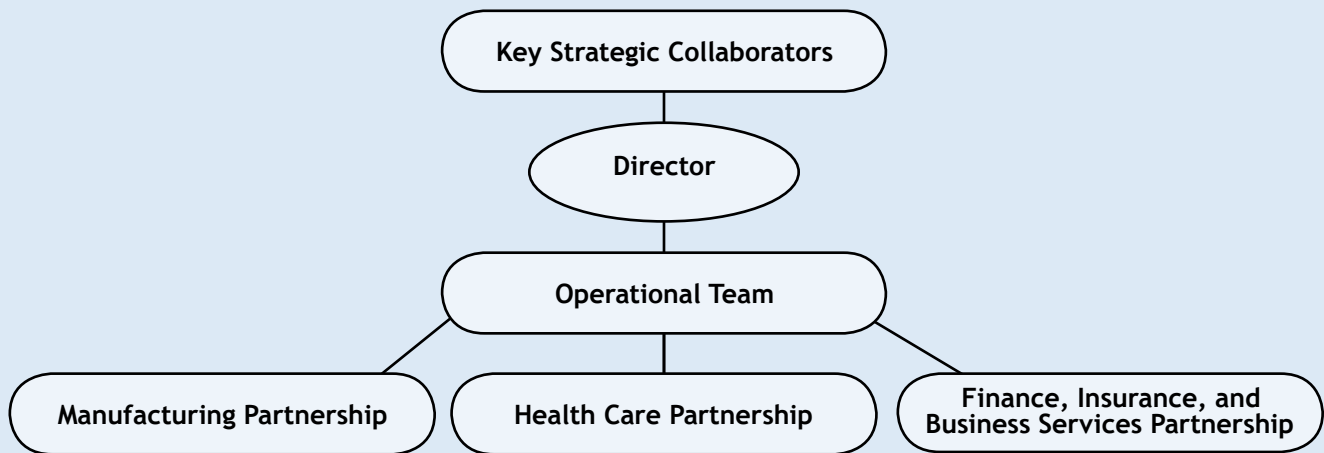 Key Strategic Collaborators
Director
Operational Team
Manufacturing Partnership
Health Care Partnership
Finance, Insurance, and
Business Services Partnership